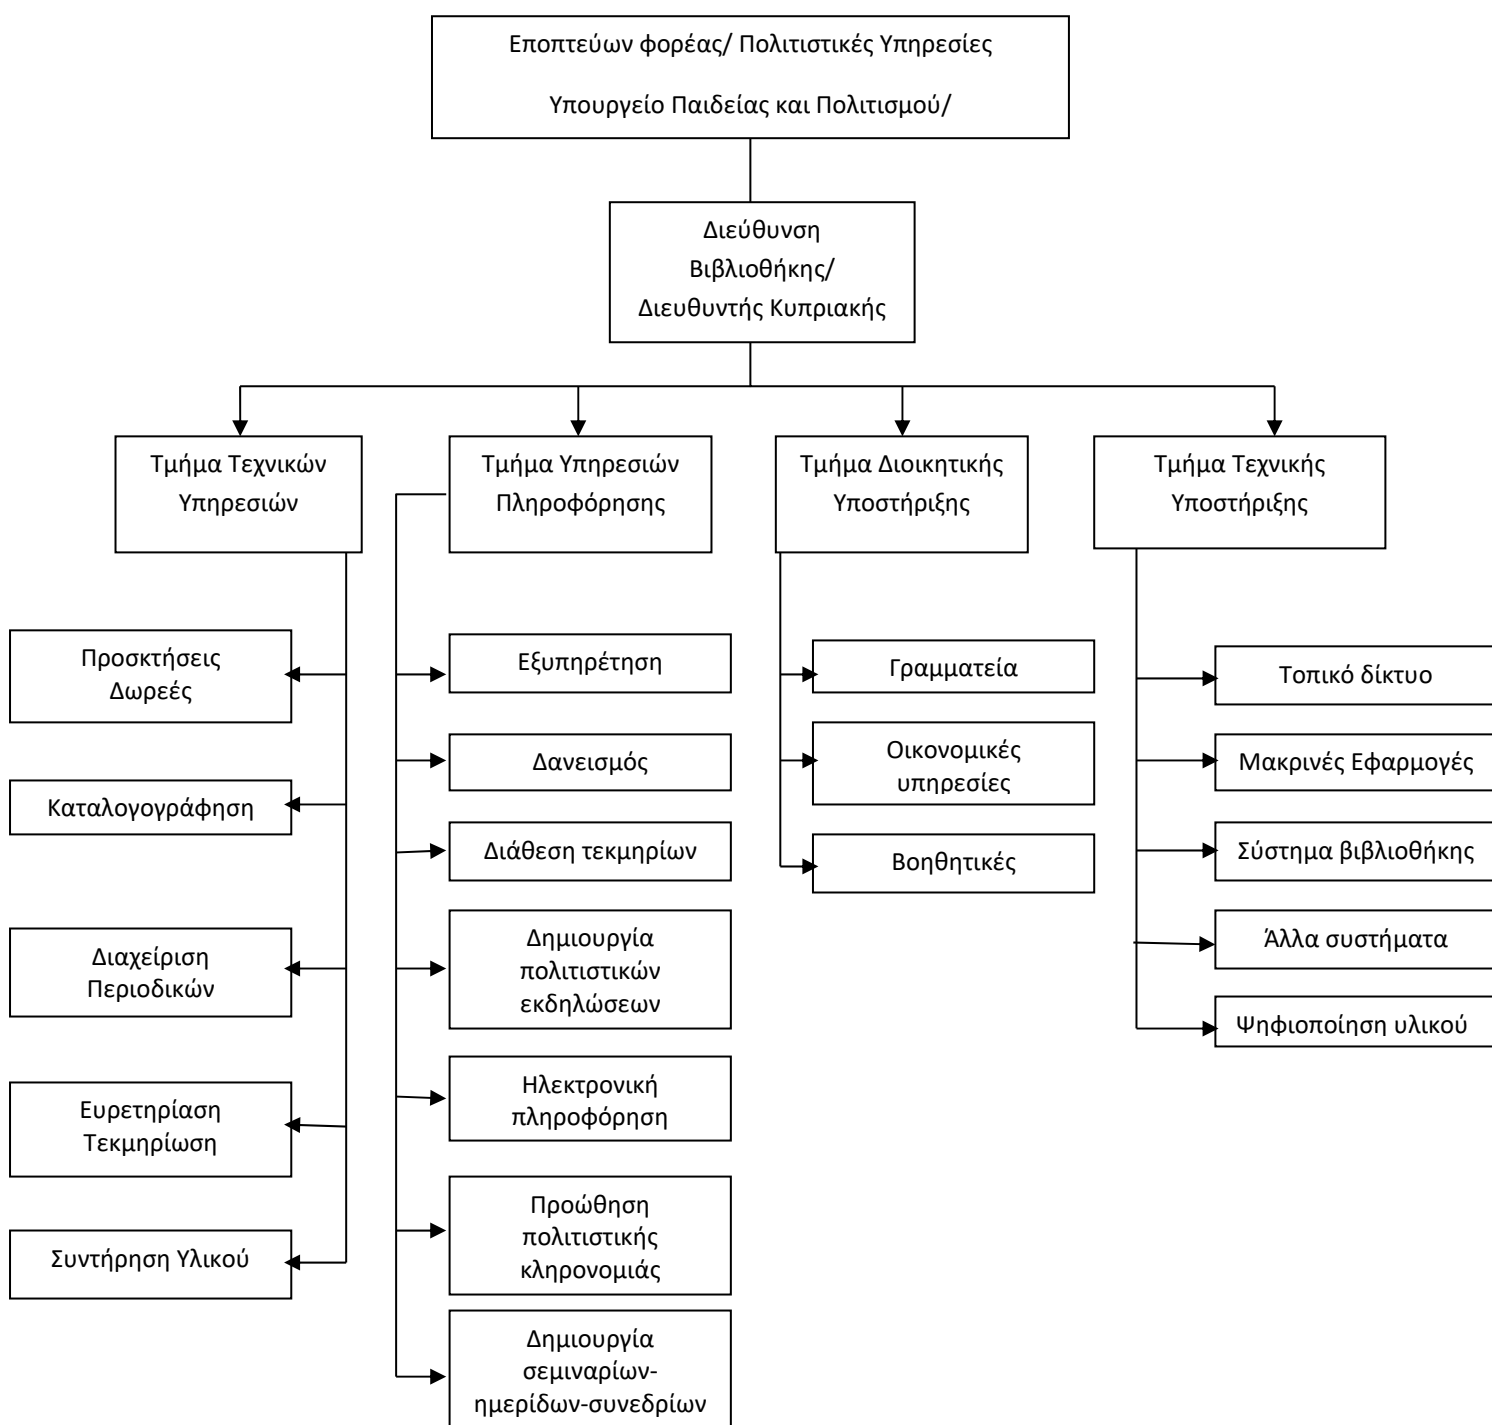 Εποπτεύων φορέας/ Πολιτιστικές Υπηρεσίες
Υπουργείο Παιδείας και Πολιτισμού/
Διεύθυνση
Βιβλιοθήκης/
Διευθυντής Κυπριακής
Τμήμα Τεχνικών
Υπηρεσιών
Τμήμα Υπηρεσιών
Πληροφόρησης
Τμήμα Διοικητικής
Υποστήριξης
Τμήμα Τεχνικής
Υποστήριξης
Προσκτήσεις
Δωρεές
Καταλογογράφηση
Διαχείριση
Περιοδικών
Ευρετηρίαση
Τεκμηρίωση
Συντήρηση Υλικού
Εξυπηρέτηση
Δανεισμός
Διάθεση τεκμηρίων
Δημιουργία
πολιτιστικών
εκδηλώσεων
Ηλεκτρονική
πληροφόρηση
Προώθηση
πολιτιστικής
κληρονομιάς
Δημιουργία
σεμιναρίων-
ημερίδων-συνεδρίων
Γραμματεία
Οικονομικές
υπηρεσίες
Βοηθητικές
Τοπικό δίκτυο
Μακρινές Εφαρμογές
Σύστημα βιβλιοθήκης
Άλλα συστήματα
Ψηφιοποίηση υλικού